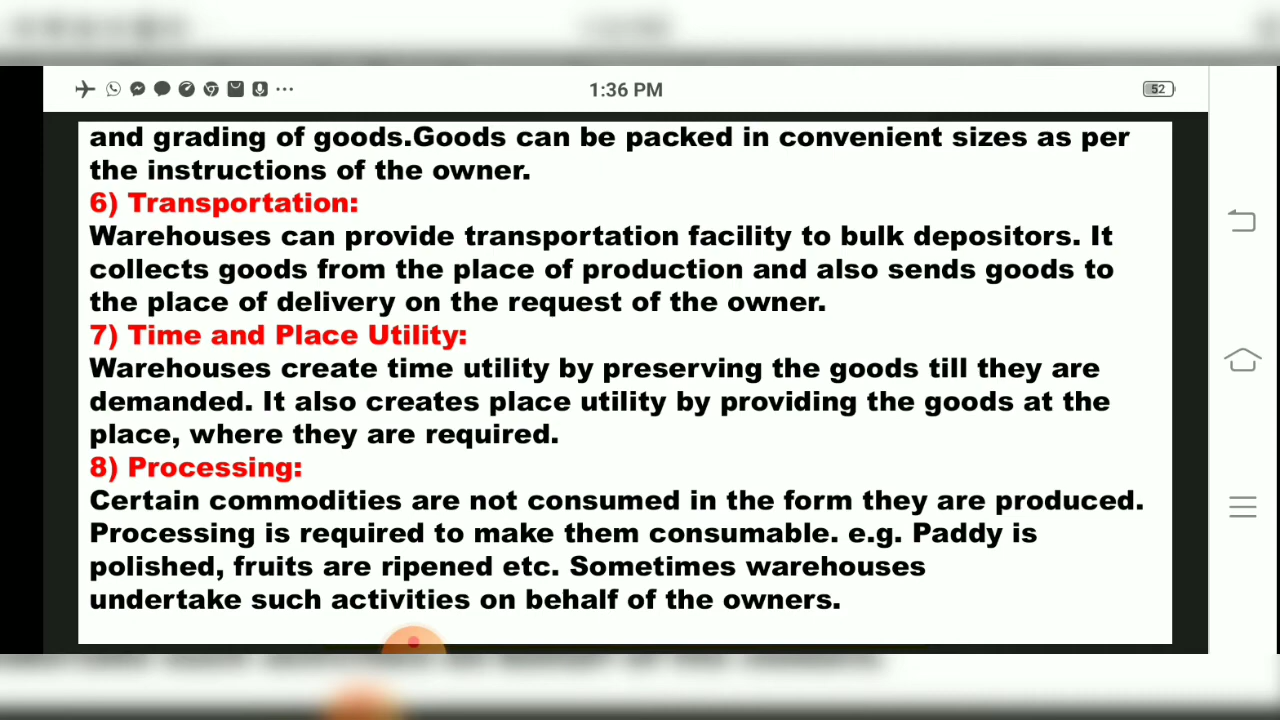 1:36 PM
52
and grading of goods.Goods can be packed in convenient sizes as per
the instructions of the owner.
6) Transportation:
Warehouses can provide transportation facility to bulk depositors. It
collects goods from the place of production and also sends goods to
the place of delivery on the request of the owner.
7) Time and Place Utility:
Warehouses create time utility by preserving the goods till they are
demanded. It also creates place utility by providing the goods at the
place, where they are required.
8) Processing:
Certain commodities are not consumed in the form they are produced.
Processing is required to make them consumable. e.g. Paddy is
polished, fruits are ripened etc. Sometimes warehouses
undertake such activities on behalf of the owners.